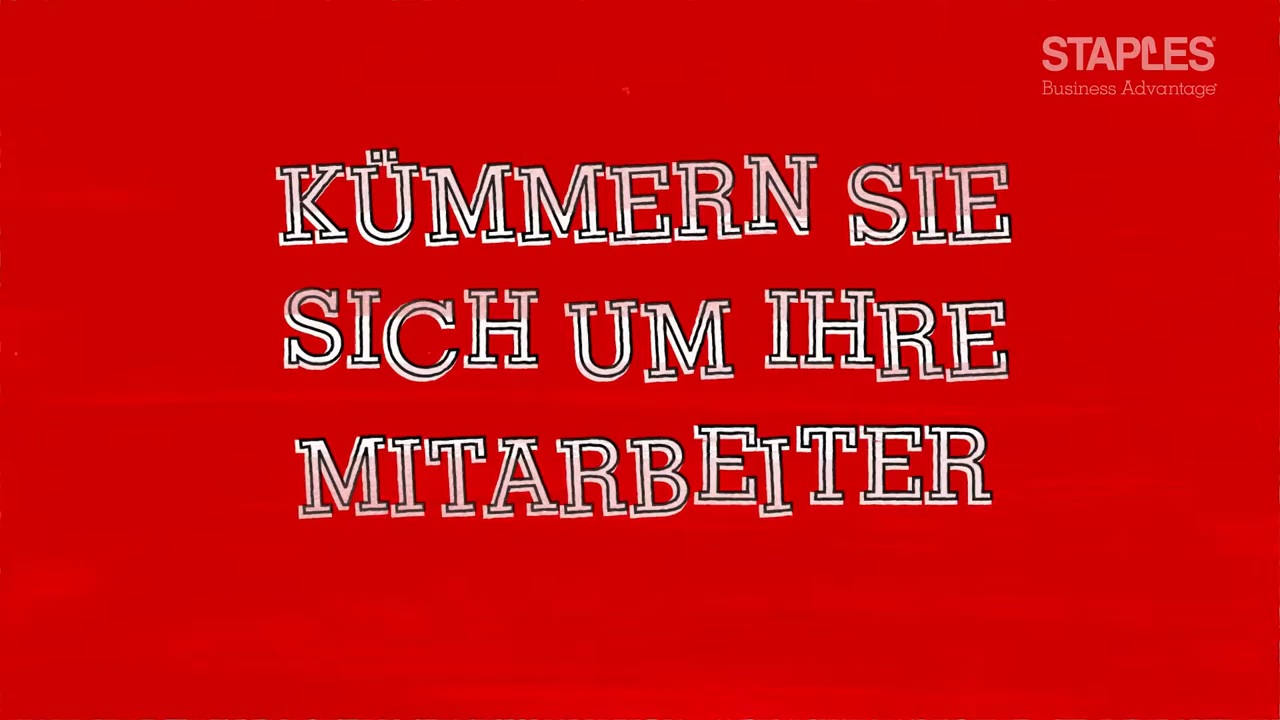 STAPLES
Business Advantage
KÜMMERN SIE
SICH UM IHRE
MITARBEITER